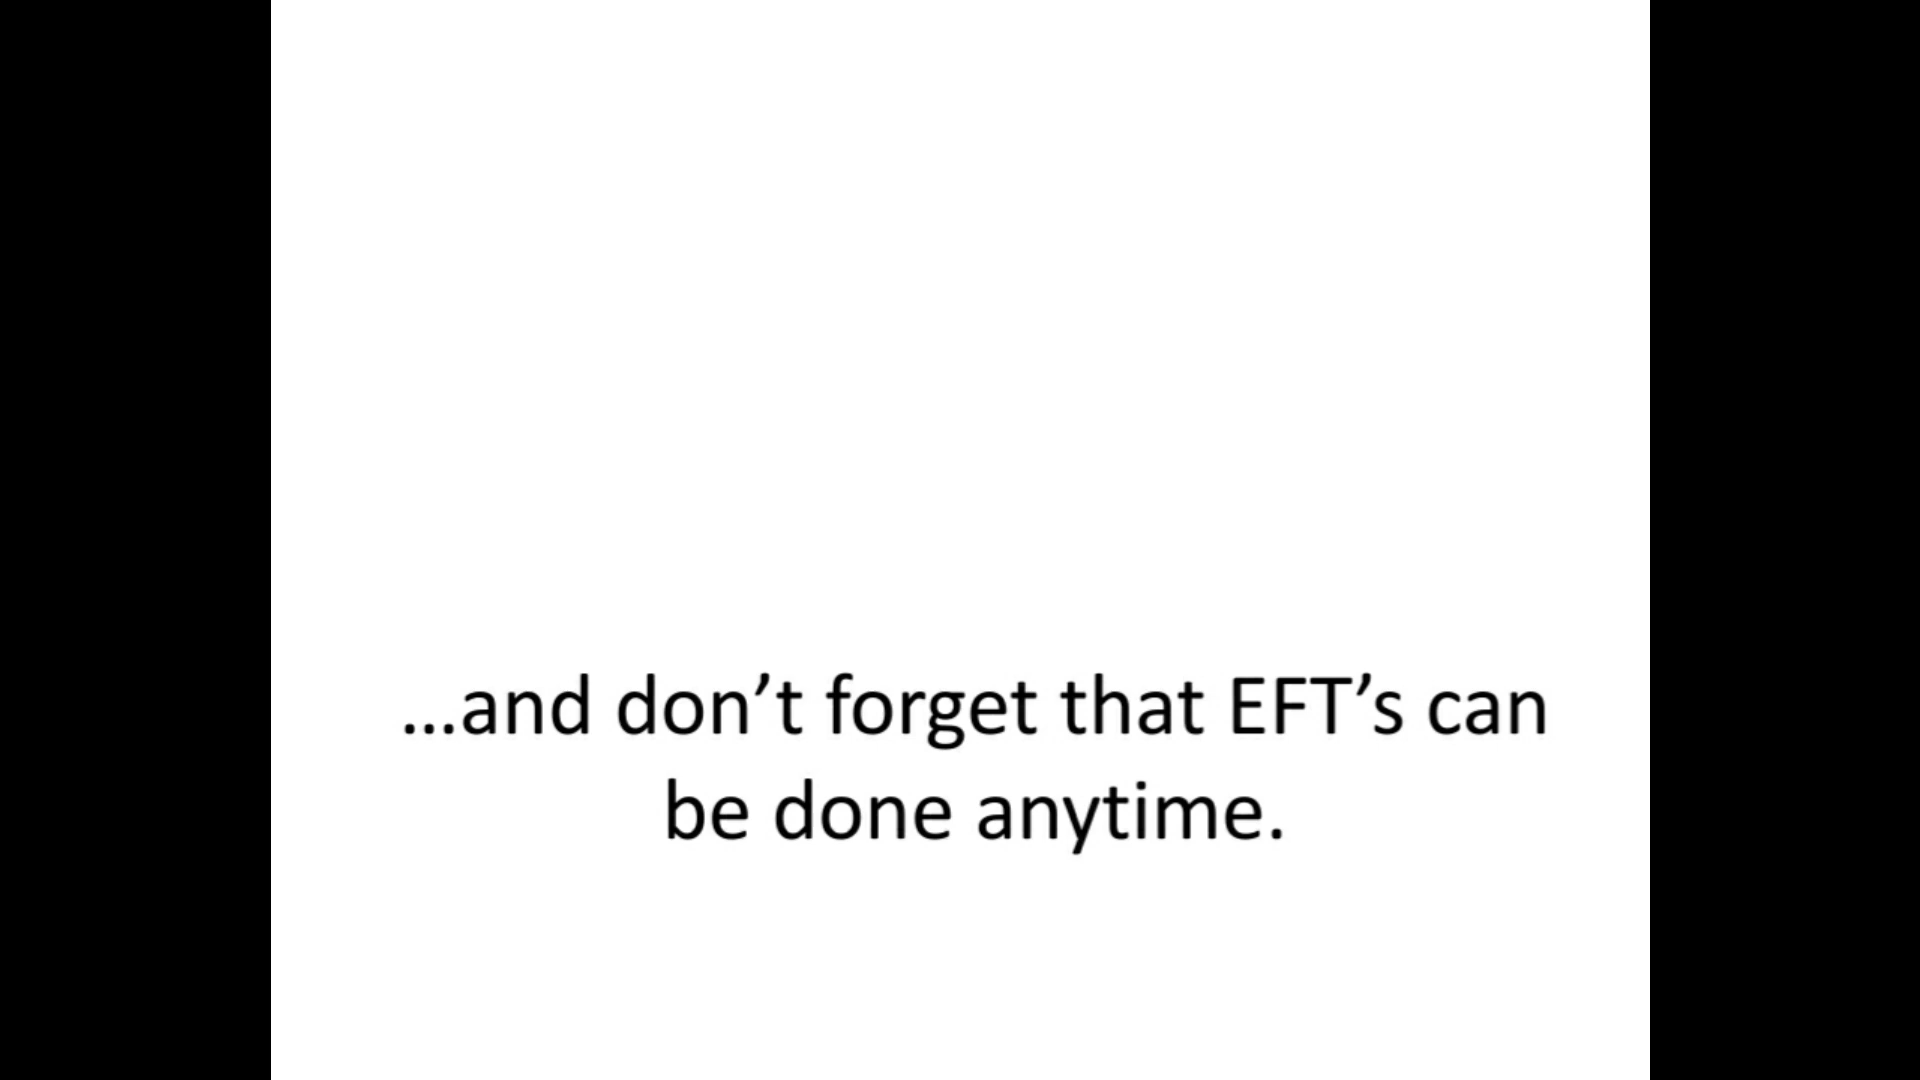 ...and don’t forget that EFT’s can
be done anytime.